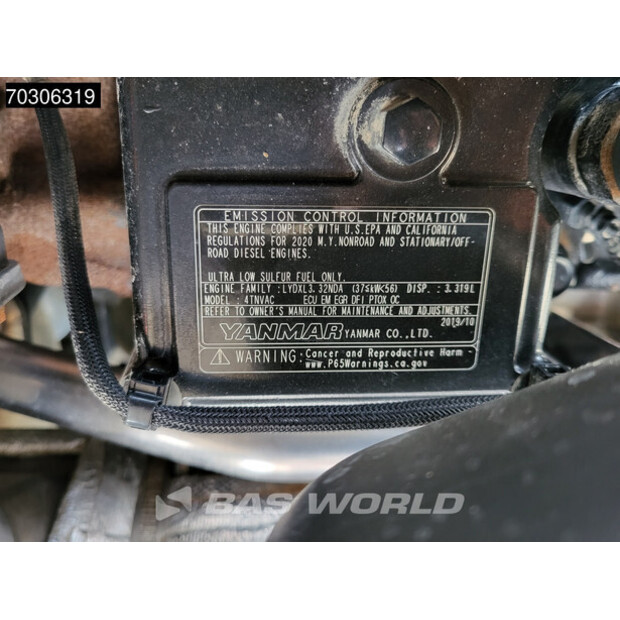 70306319
EMISSION CONTROL INFORMATION
THIS ENGINE COMPLIES WITH U.S.EPA AND CALIFORNIA
REGULATIONS FOR 2020 M.Y.NONROAD AND STATIONARY/OFF-
ROAD DIESEL ENGINES.
ULTRA LOW SULFUR FUEL ONLY.
ENGINE FAMILY : LYDXL3.32NDA (37≤kW<56) DISP. : 3.319L
MODEL : 4TNVAC ECU EM EGR DFI PTOX OC
REFER TO OWNER'S MANUAL FOR MAINTENANCE AND ADJUSTMENTS.
2019/10
YANMAR YANMAR CO.,LTD.
WARNING: Cancer and Reproductive Harm -
www.P65Warnings.ca.gov
BAS WORLD